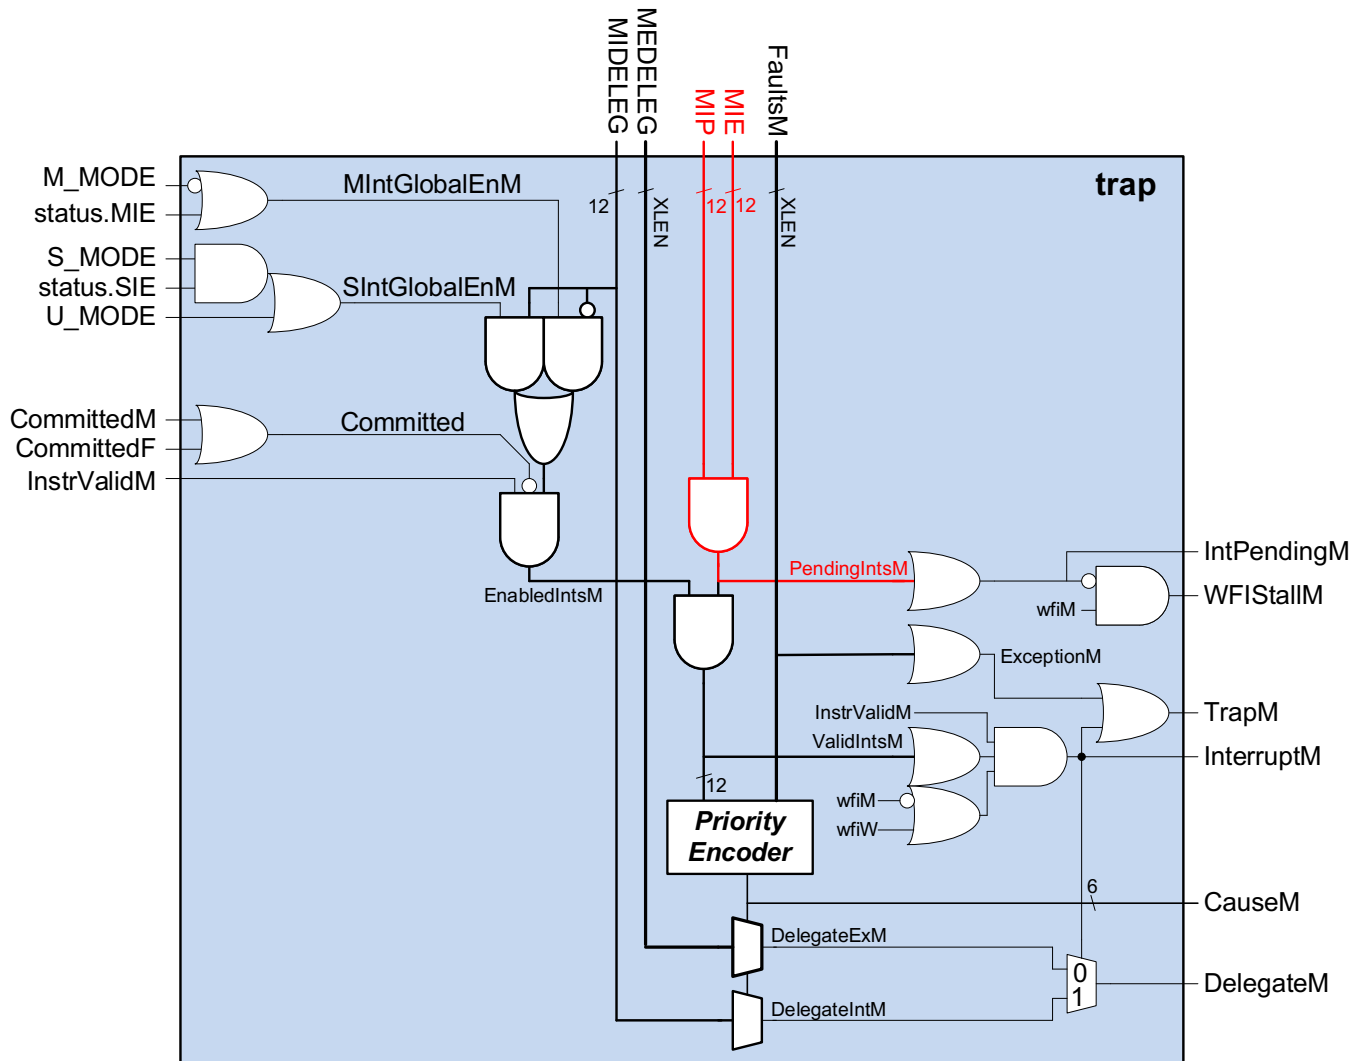 MIDELEG
MEDELEG
MIP
MIE
FaultsM
trap
M_MODE
status.MIE
MIntGlobalEnM
12
XLEN
12
12
XLEN
S_MODE
status.SIE
U_MODE
SIntGlobalEnM
CommittedM
CommittedF
Committed
InstrValidM
EnabledIntsM
PendingIntsM
IntPendingM
wfiM
WFIStallM
ExceptionM
InstrValidM
TrapM
ValidIntsM
InterruptM
12
wfiM
wfiW
Priority
Encoder
6
CauseM
DelegateExM
0
1
DelegateM
DelegateIntM